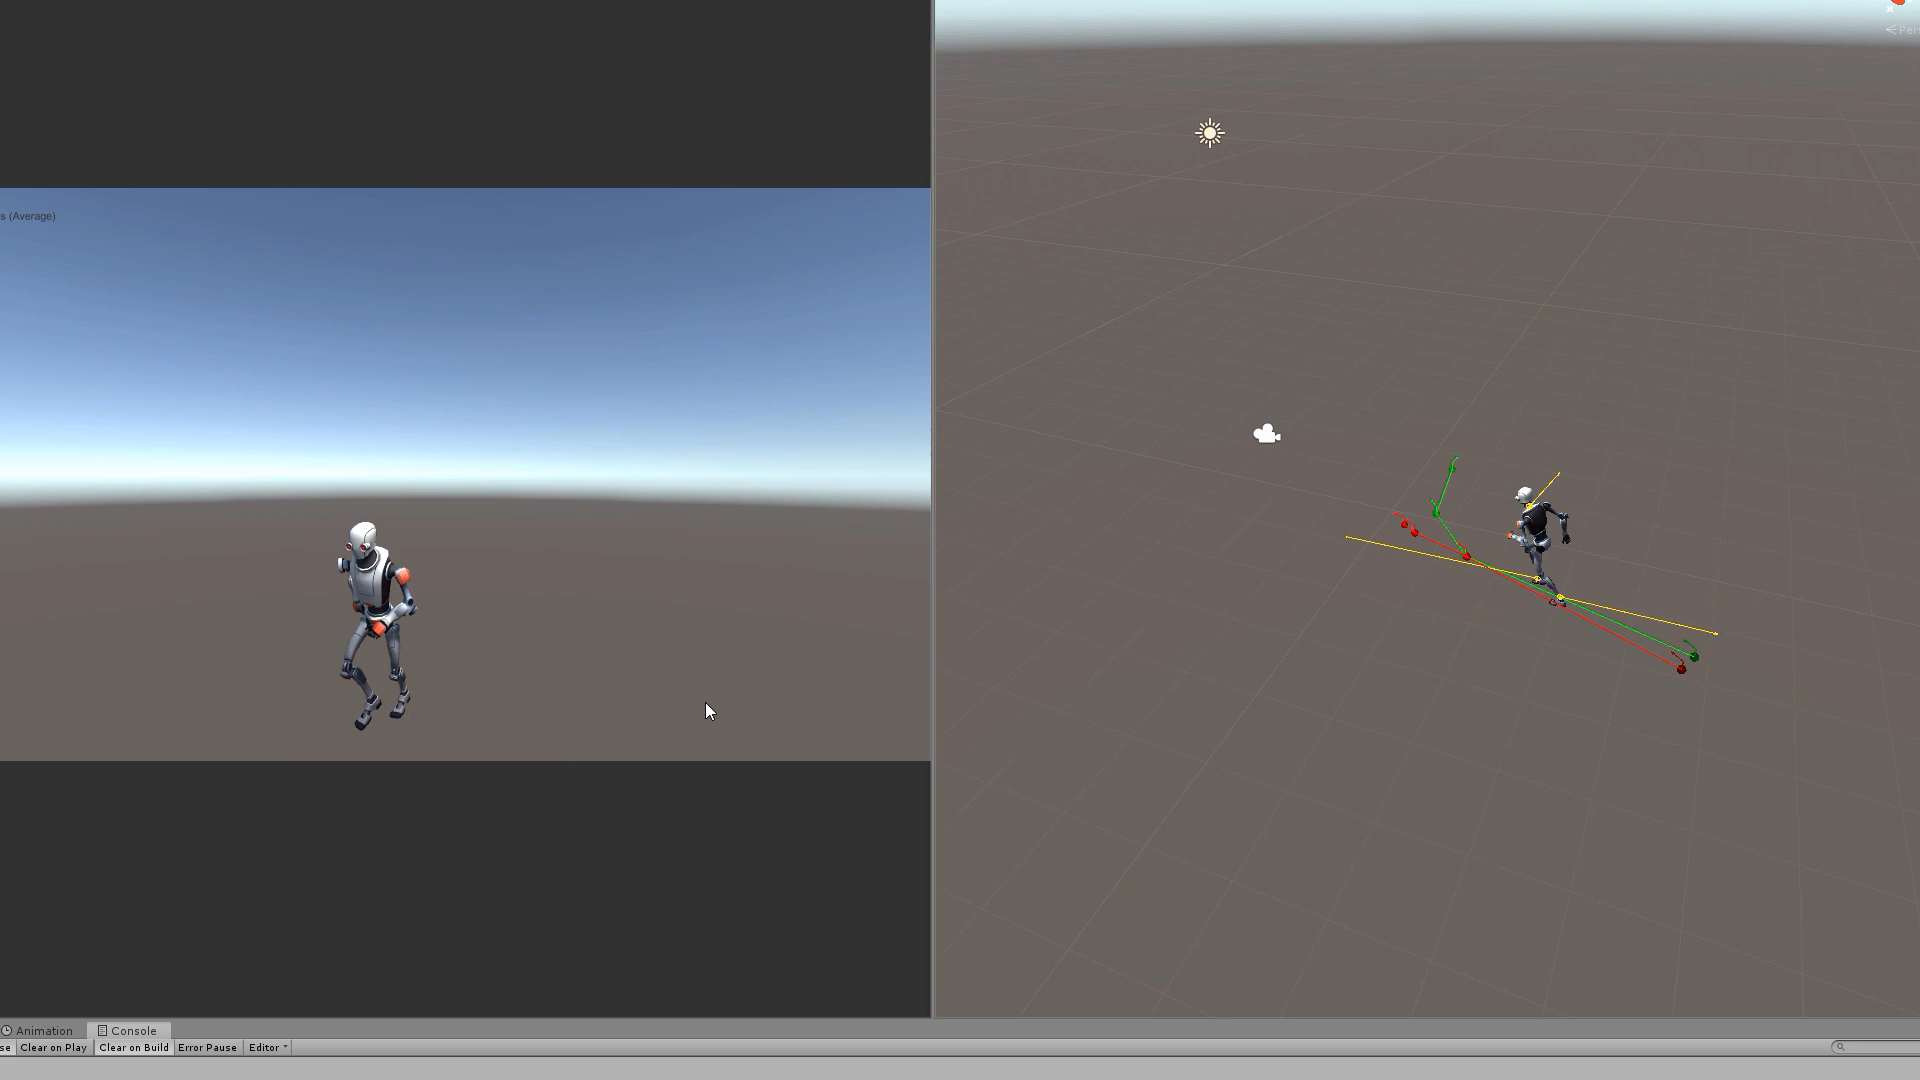 s (Average)
Animation
Console
se
Clear on Play
Clear on Build
Error Pause
Editor